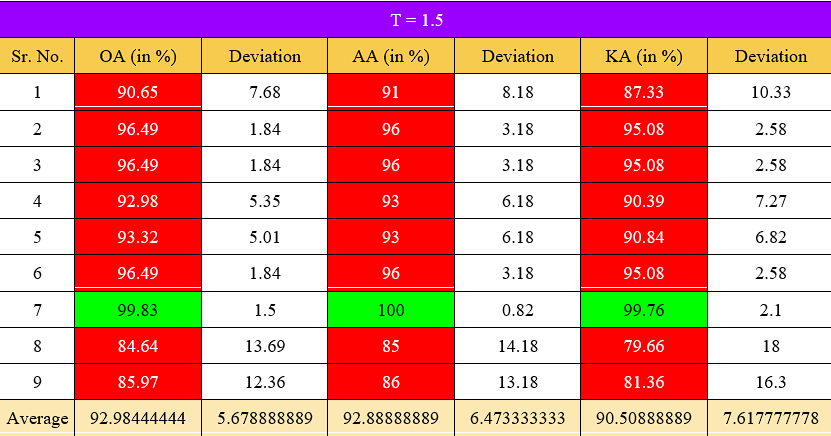 T = 1.5
Sr. No. OA (in %) Deviation AA (in %) Deviation KA (in %) Deviation
1 90.65 7.68 91 8.18 87.33 10.33
2 96.49 1.84 96 3.18 95.08 2.58
3 96.49 1.84 96 3.18 95.08 2.58
4 92.98 5.35 93 6.18 90.39 7.27
5 93.32 5.01 93 6.18 90.84 6.82
6 96.49 1.84 96 3.18 95.08 2.58
7 99.83 1.5 100 0.82 99.76 2.1
8 84.64 13.69 85 14.18 79.66 18
9 85.97 12.36 86 13.18 81.36 16.3
Average 92.98444444 5.678888889 92.88888889 6.473333333 90.50888889 7.617777778